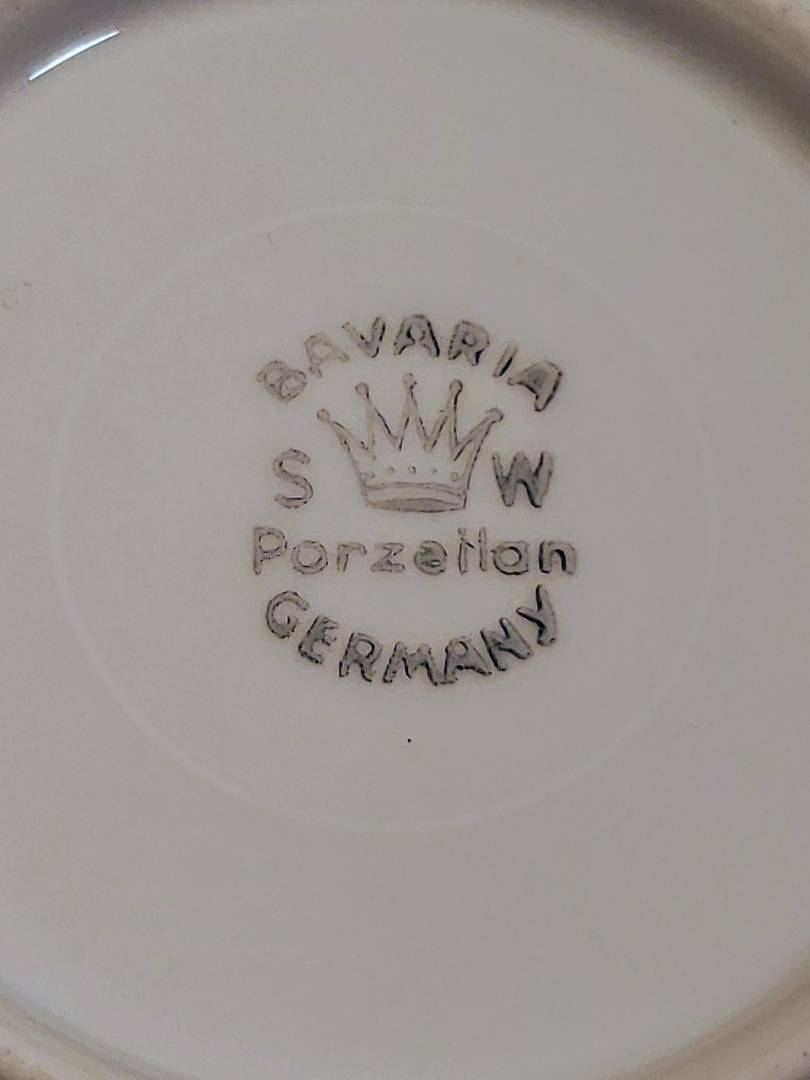 BAVARIA
S W
Porzellan
GERMANY